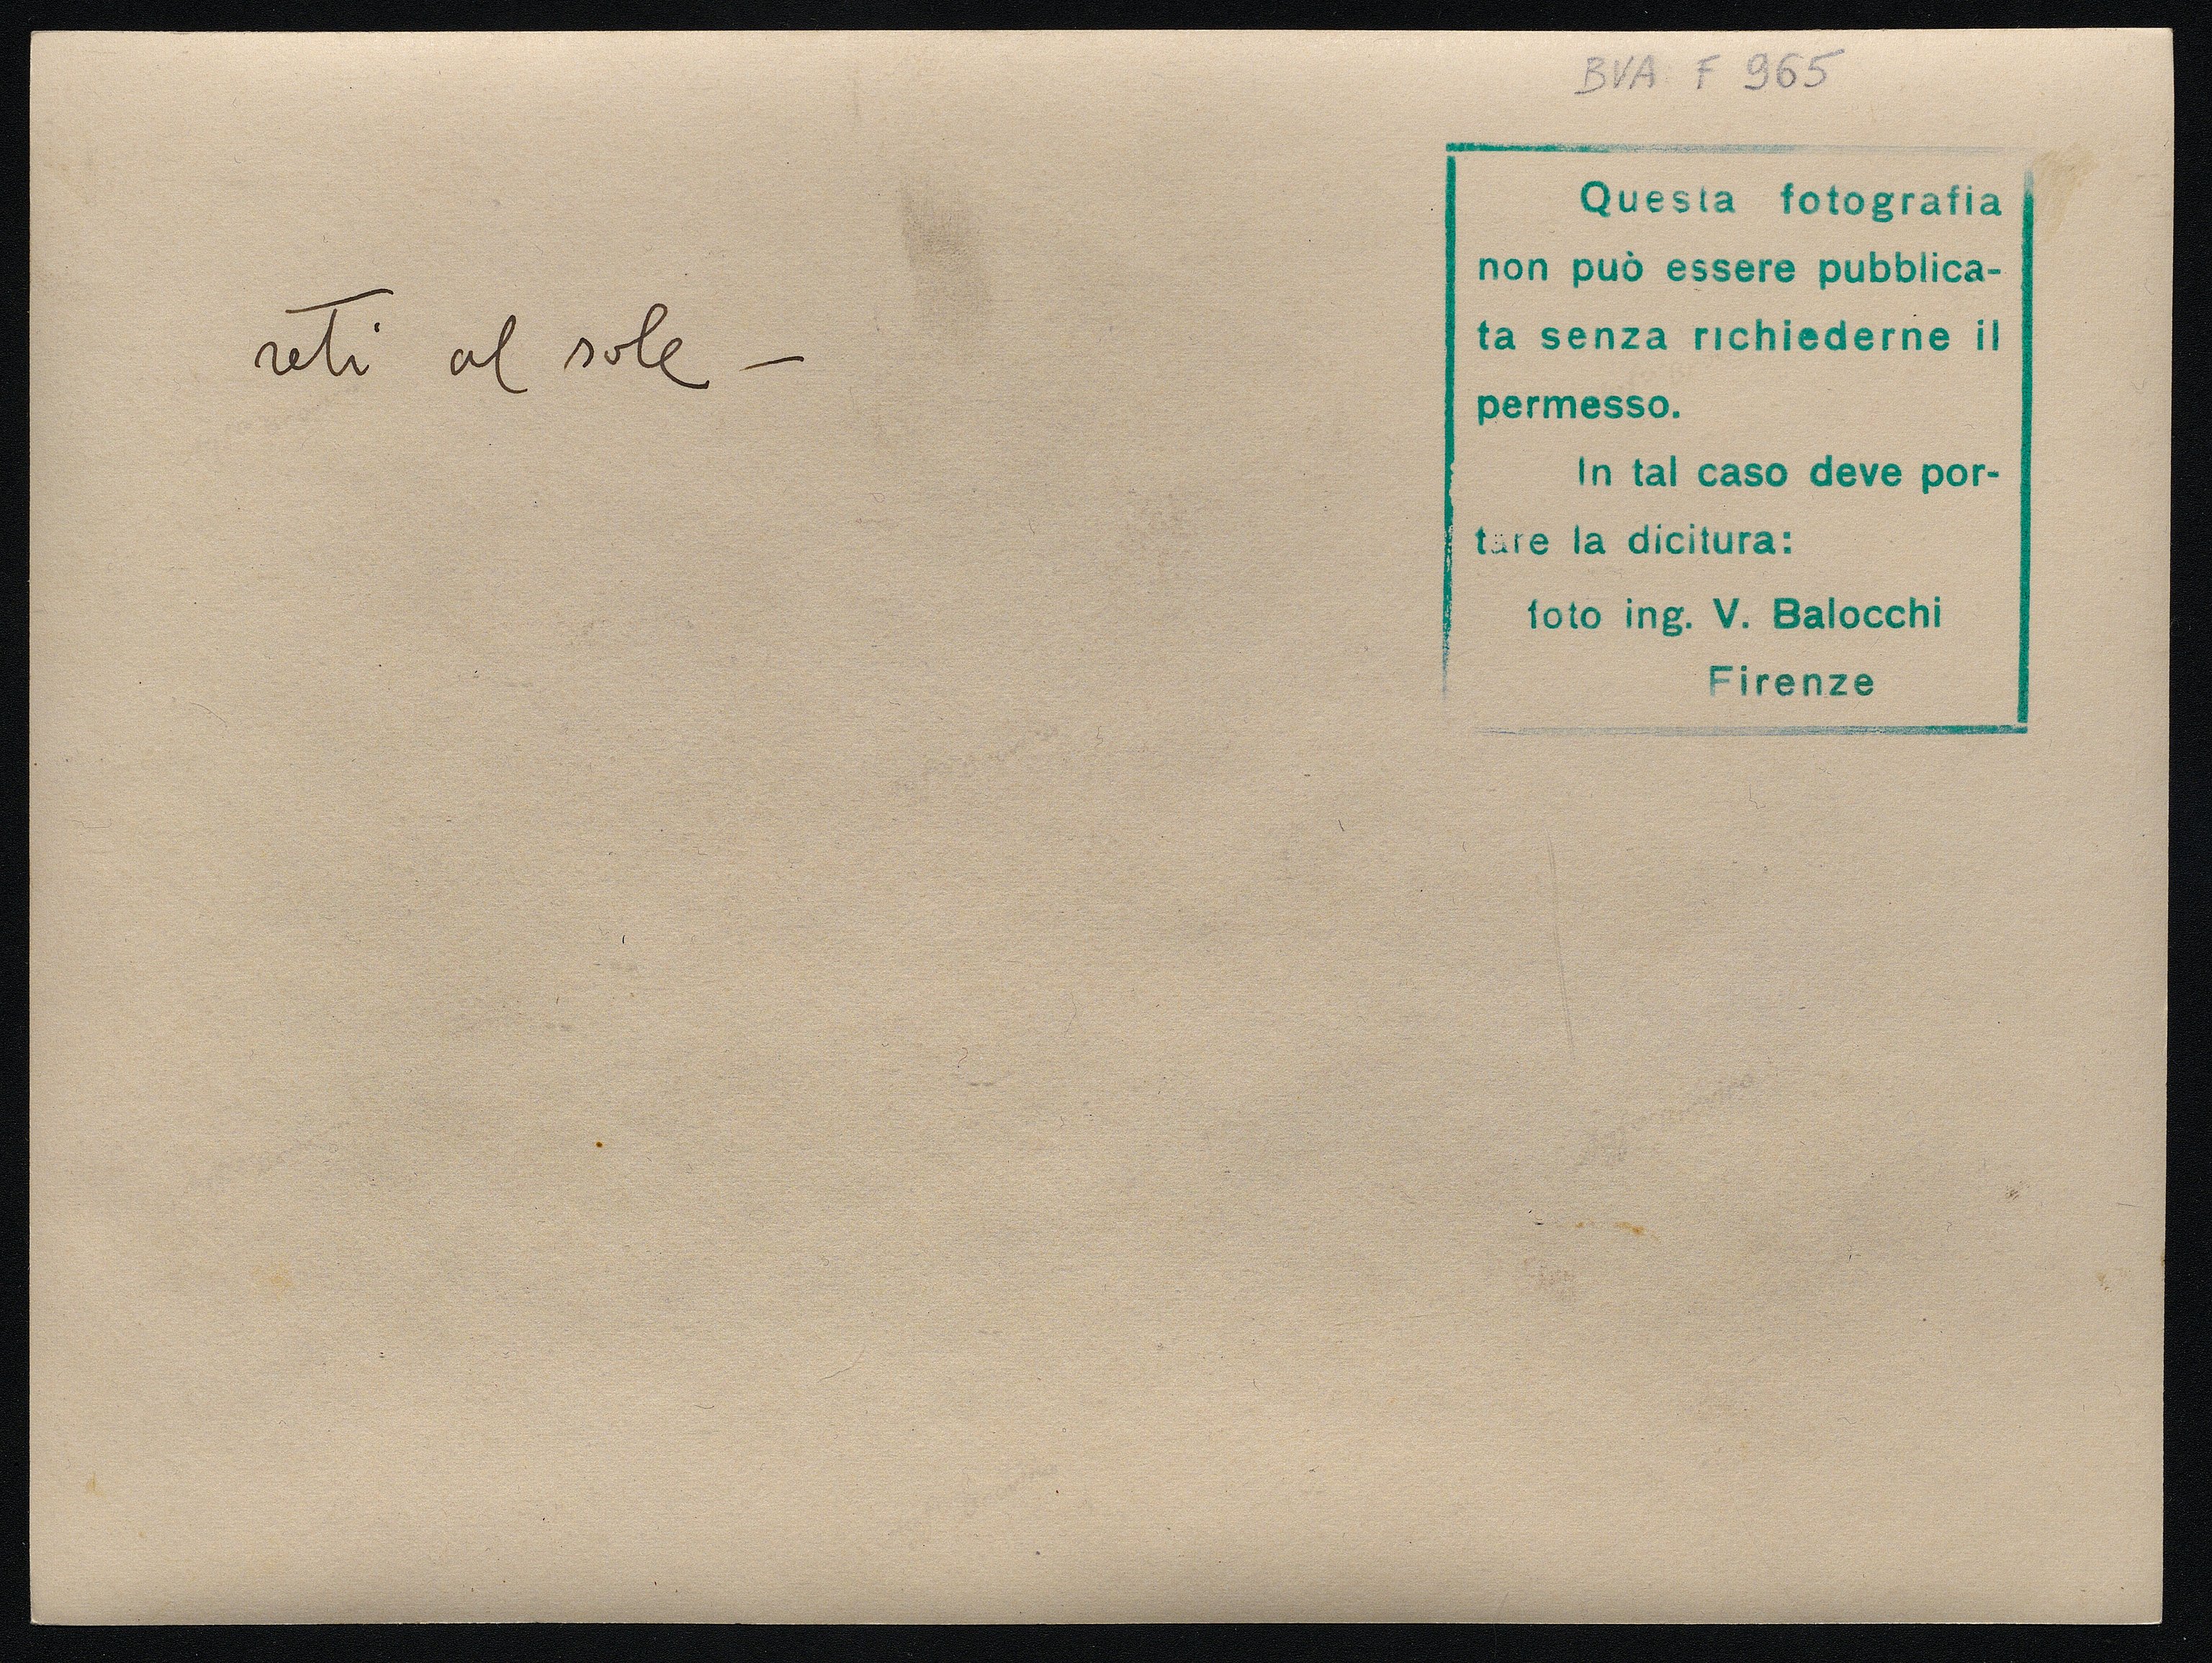 BVA F 965
Questa fotografia
non può essere pubblica-
ta senza richiederne il
permesso.
In tal caso deve por-
tare la dicitura:
foto ing. V. Balocchi
Firenze
reti al sole –